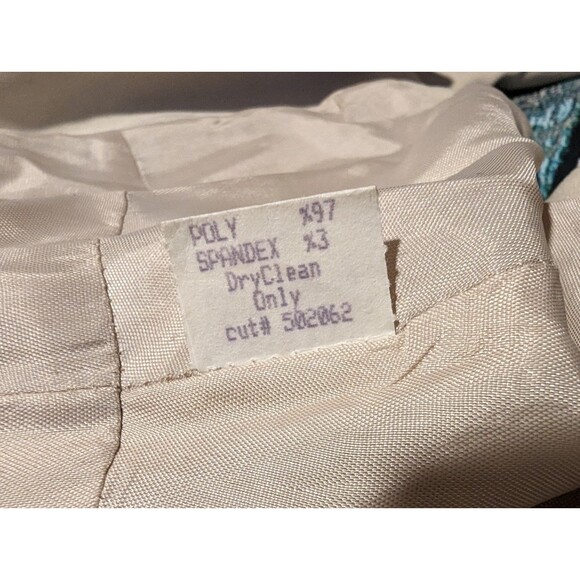 POLY %97
SPANDEX %3
DryClean
Only
cut# 502062